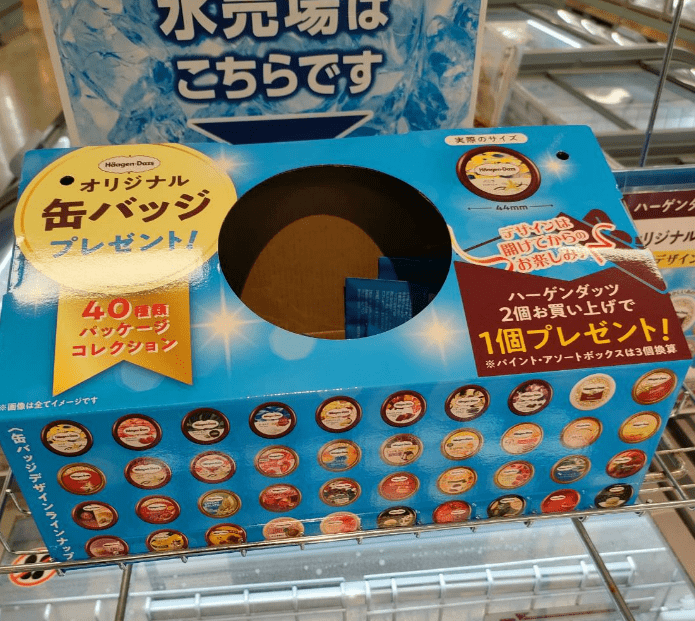 氷売場は
こちらです
Häagen-Dazs
オリジナル
缶バッジ
プレゼント!
40種類
パッケージ
コレクション
※画像は全てイメージです
実際のサイズ
Häagen-Dazs
44mm
デザインは
開けてからの
お楽しみ♪
ハーゲンダッツ
2個お買い上げで
1個プレゼント!
※パイント・アソートボックスは3個換算
〈缶バッジデザインラインナップ
ハーゲンダ
リジナル
デザイン